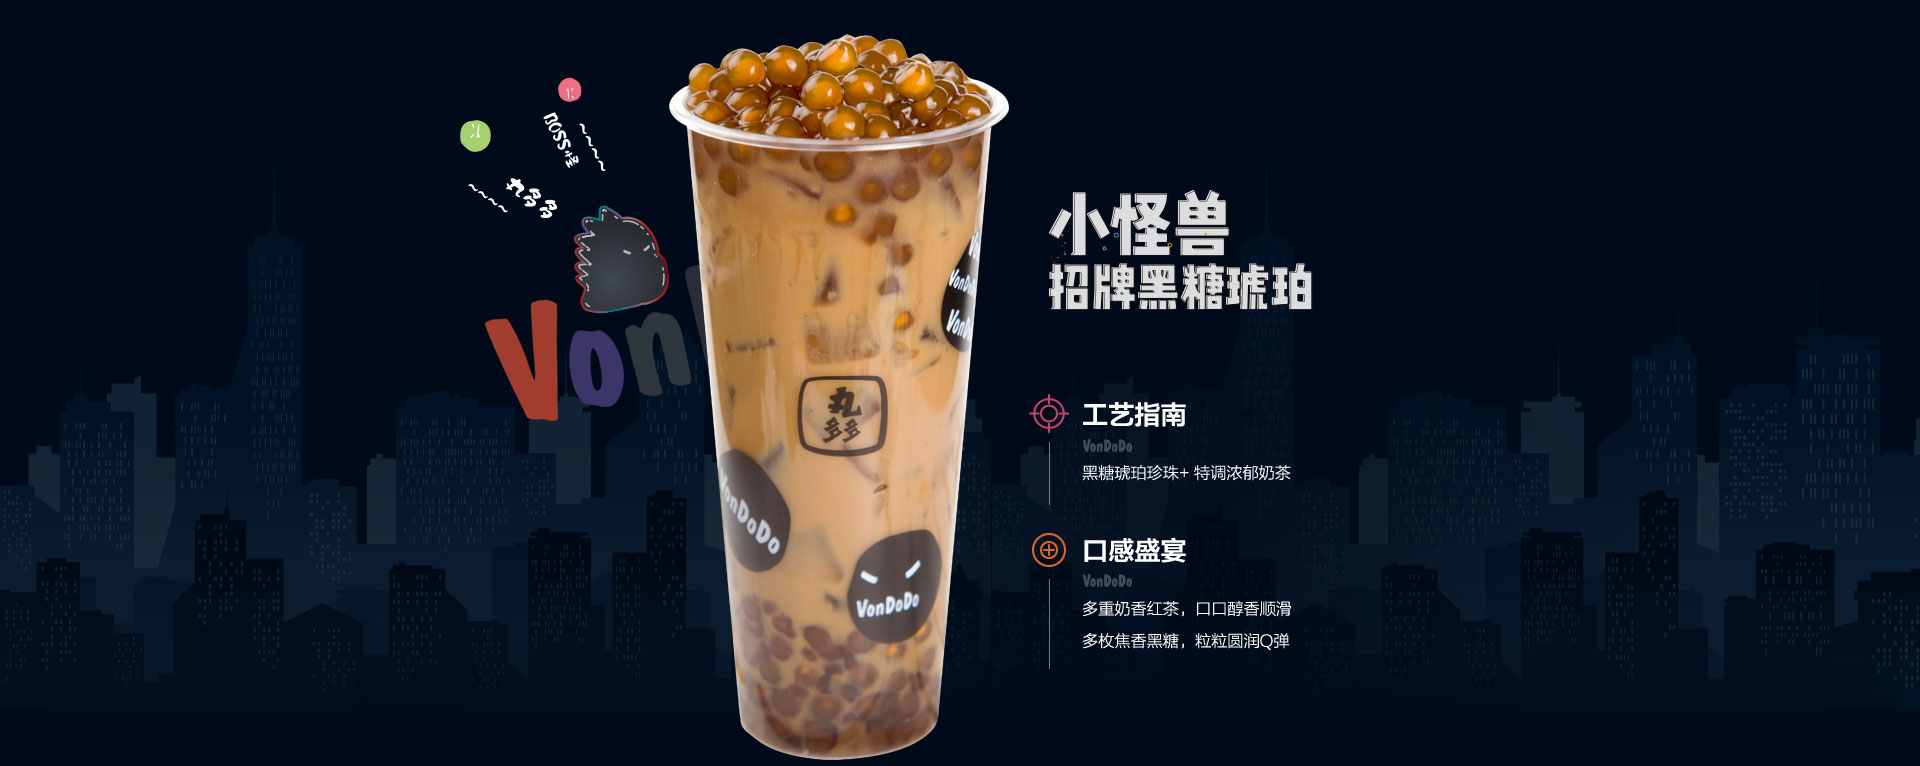 BOSS怪
丸多多
Von
小怪兽
招牌黑糖琥珀
VonDoDo
VonD
丸
多多
工艺指南
VonDoDo
黑糖琥珀珍珠+ 特调浓郁奶茶
VonDoDo
VonDoDo
口感盛宴
VonDoDo
多重奶香红茶，口口醇香顺滑
多枚焦香黑糖，粒粒圆润Q弹